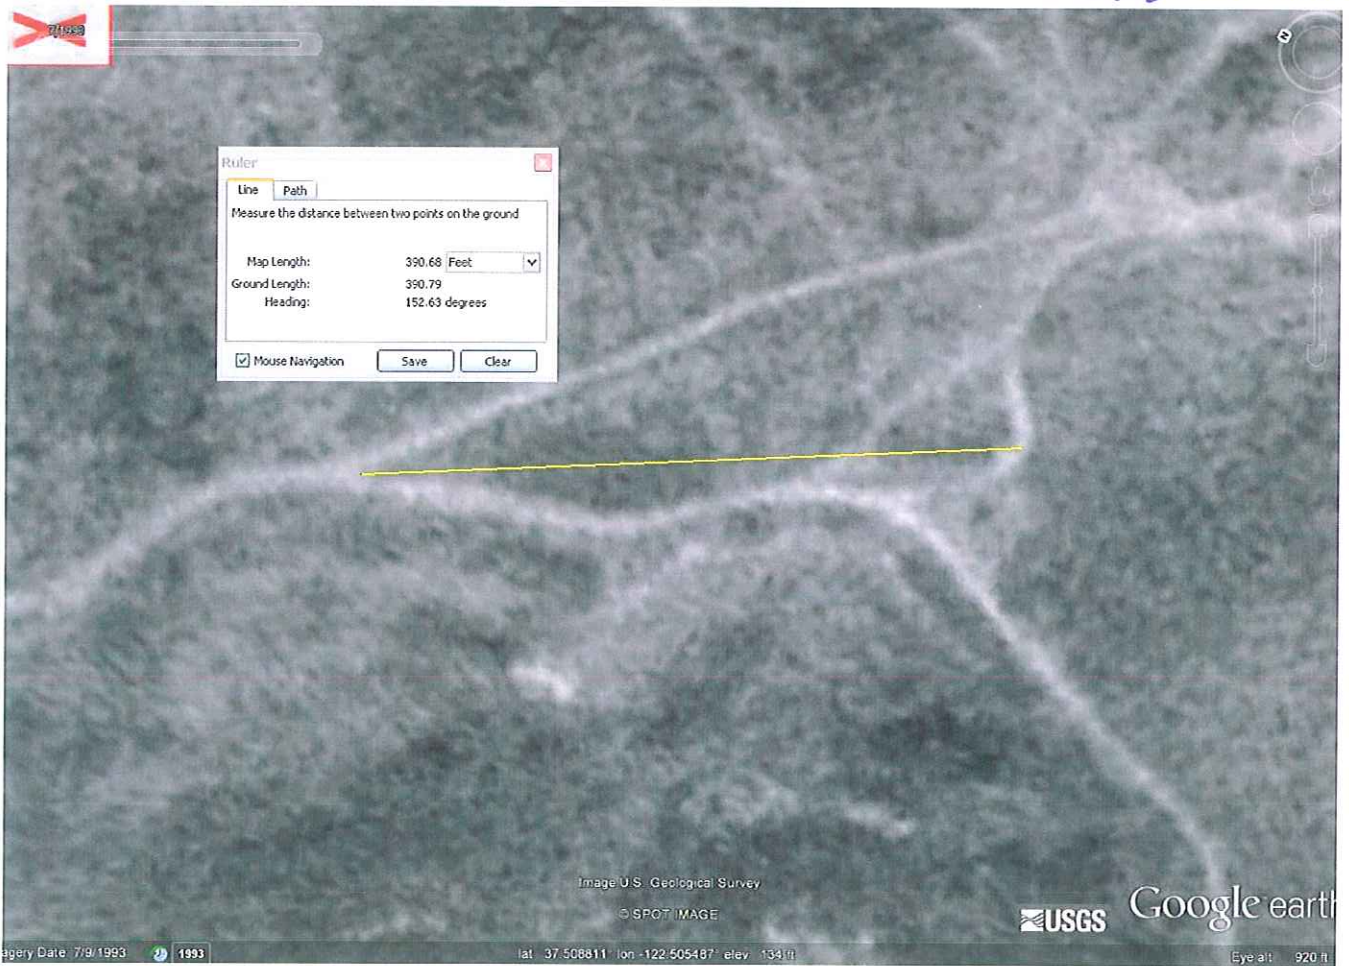 7/1993
Ruler
Line Path
Measure the distance between two points on the ground
Map Length: 390.68 Feet
Ground Length: 390.79
Heading: 152.63 degrees
Mouse Navigation Save Clear
N
Image U.S. Geological Survey
© SPOT IMAGE
USGS Google earth
agery Date 7/9/1993 1993 lat 37.508811° lon -122.505487° elev 134 ft Eye alt 920 ft